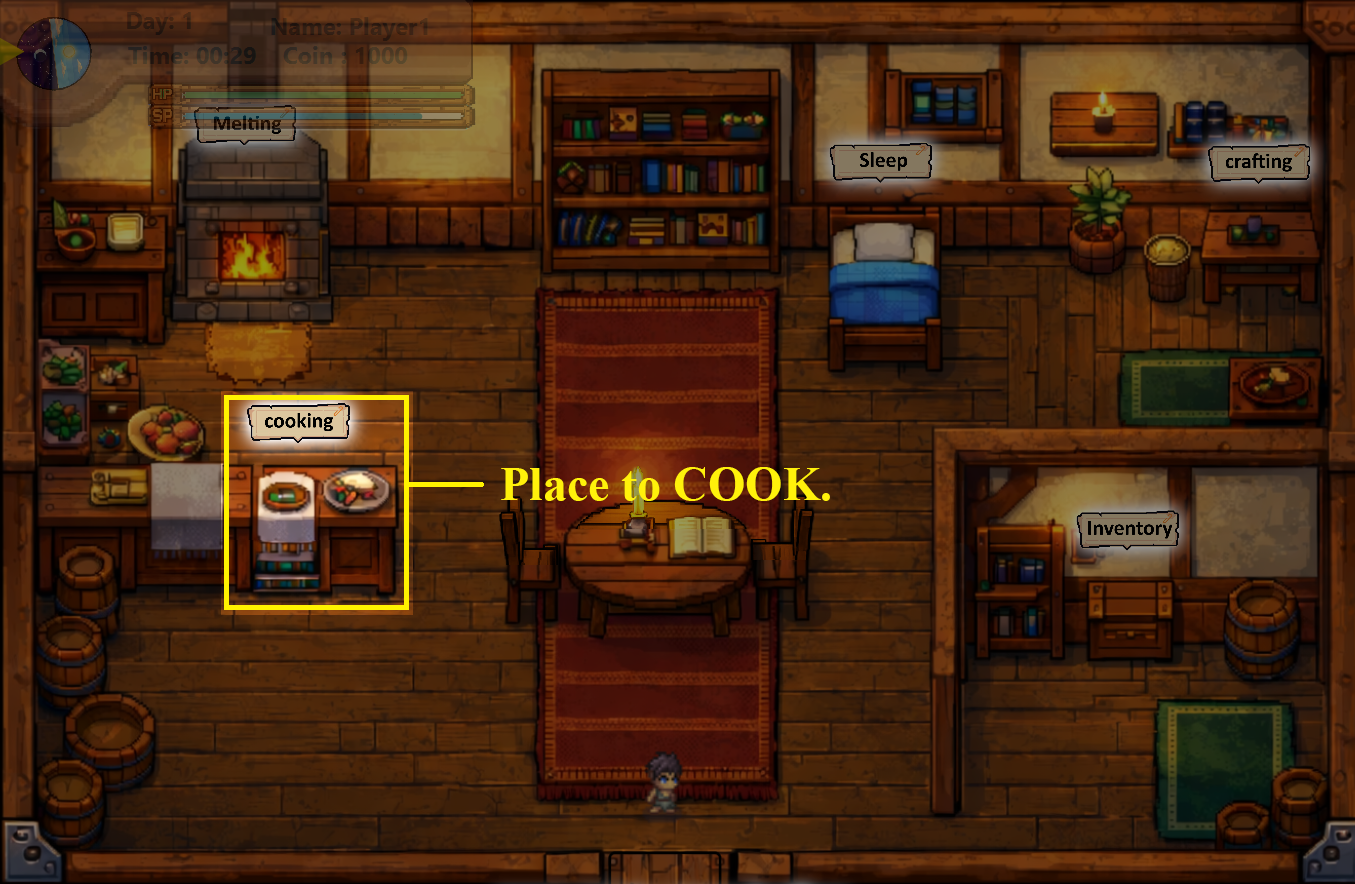 Day: 1
Name: Player1
Time: 00:29
Coin : 1000
HP
SP
Melting
Sleep
crafting
cooking
Place to COOK.
Inventory